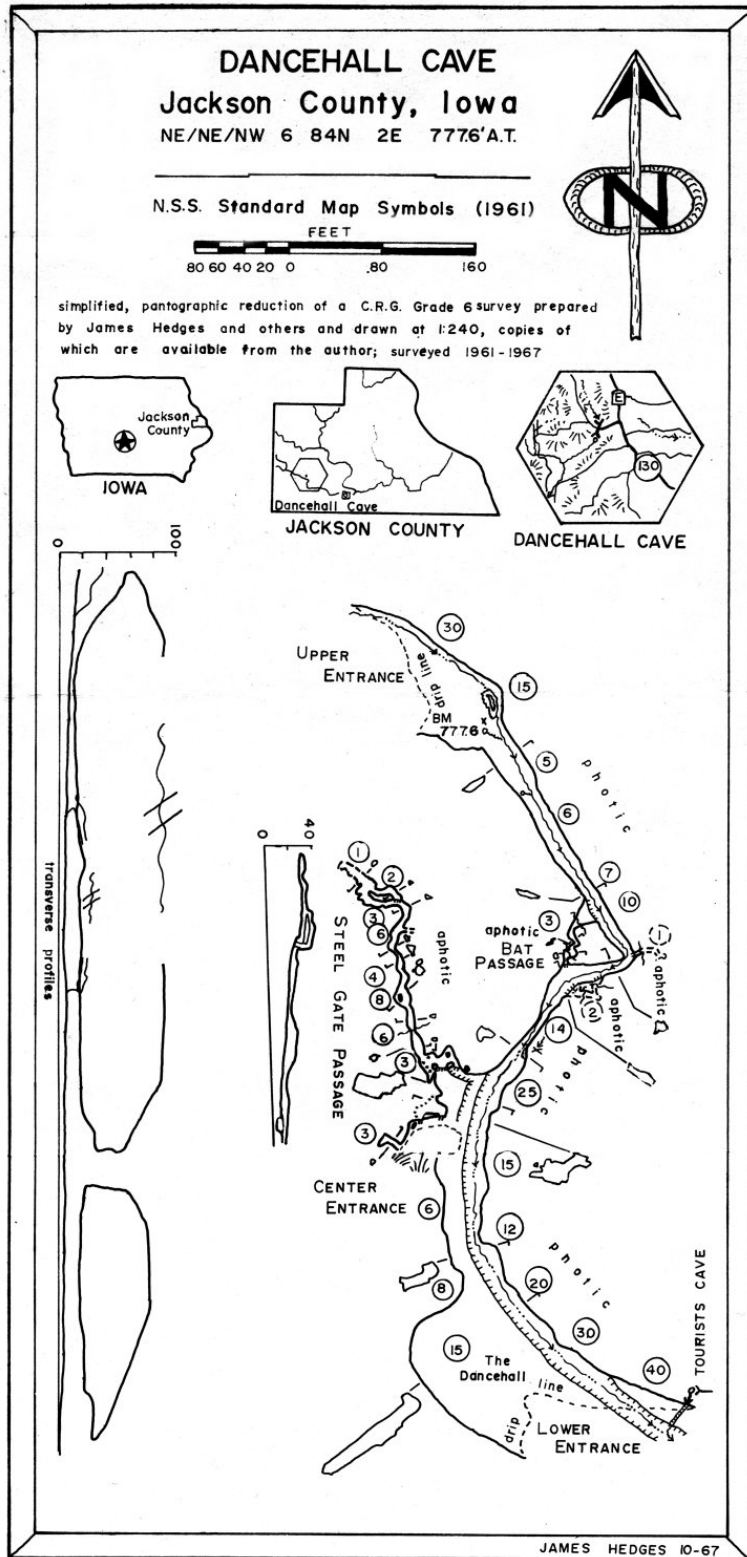 DANCEHALL CAVE
Jackson County, Iowa
NE/NE/NW 6 84N 2E 777.6' A.T.
N.S.S. Standard Map Symbols (1961)
FEET
80 60 40 20 0 80 160
simplified, pantographic reduction of a C.R.G. Grade 6 survey prepared
by James Hedges and others and drawn at 1:240, copies of
which are available from the author; surveyed 1961-1967
N
Jackson
County
IOWA
Dancehall Cave
JACKSON COUNTY
E
130
DANCEHALL CAVE
0 100
transverse profiles
UPPER
ENTRANCE
drip line
BM
777.6
30
15
5
photic
6
7
10
3
aphotic
BAT
PASSAGE
aphotic
aphotic
14
photic
25
15
0 40
1
2
3
6
4
8
6
3
3
aphotic
STEEL GATE PASSAGE
CENTER
ENTRANCE
6
8
12
photic
20
30
40
TOURISTS CAVE
15
The
Dancehall
drip line
LOWER
ENTRANCE
JAMES HEDGES 10-67